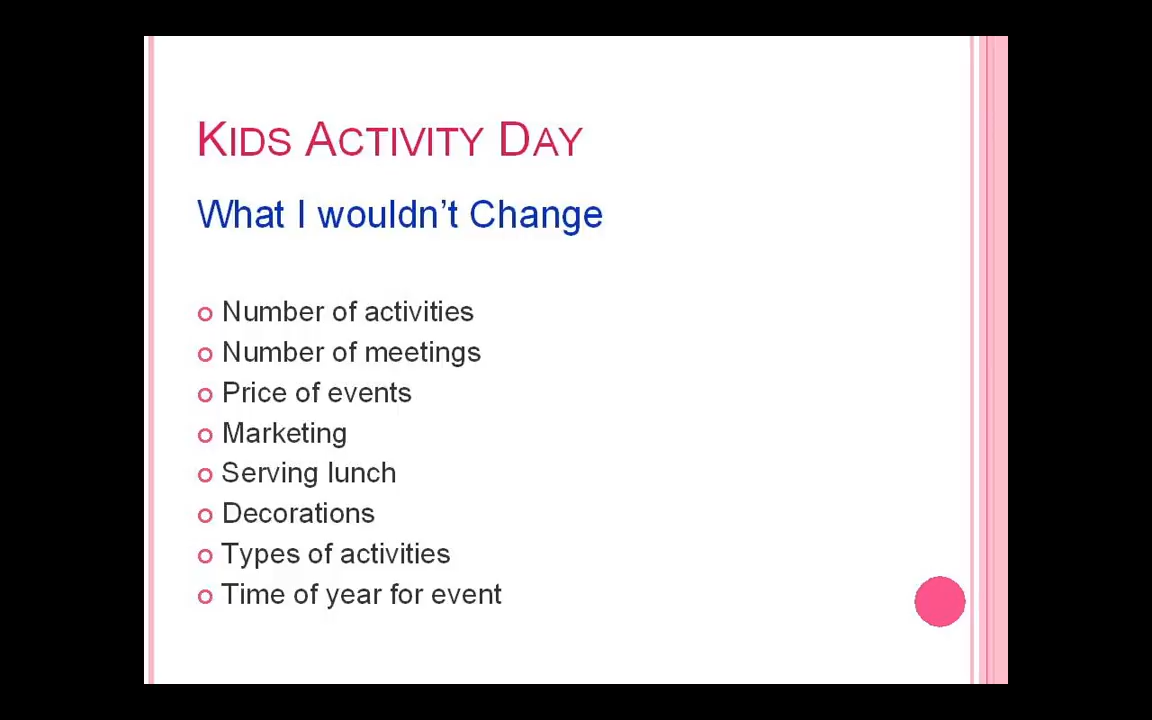 Kids Activity Day
What I wouldn’t Change
Number of activities
Number of meetings
Price of events
Marketing
Serving lunch
Decorations
Types of activities
Time of year for event